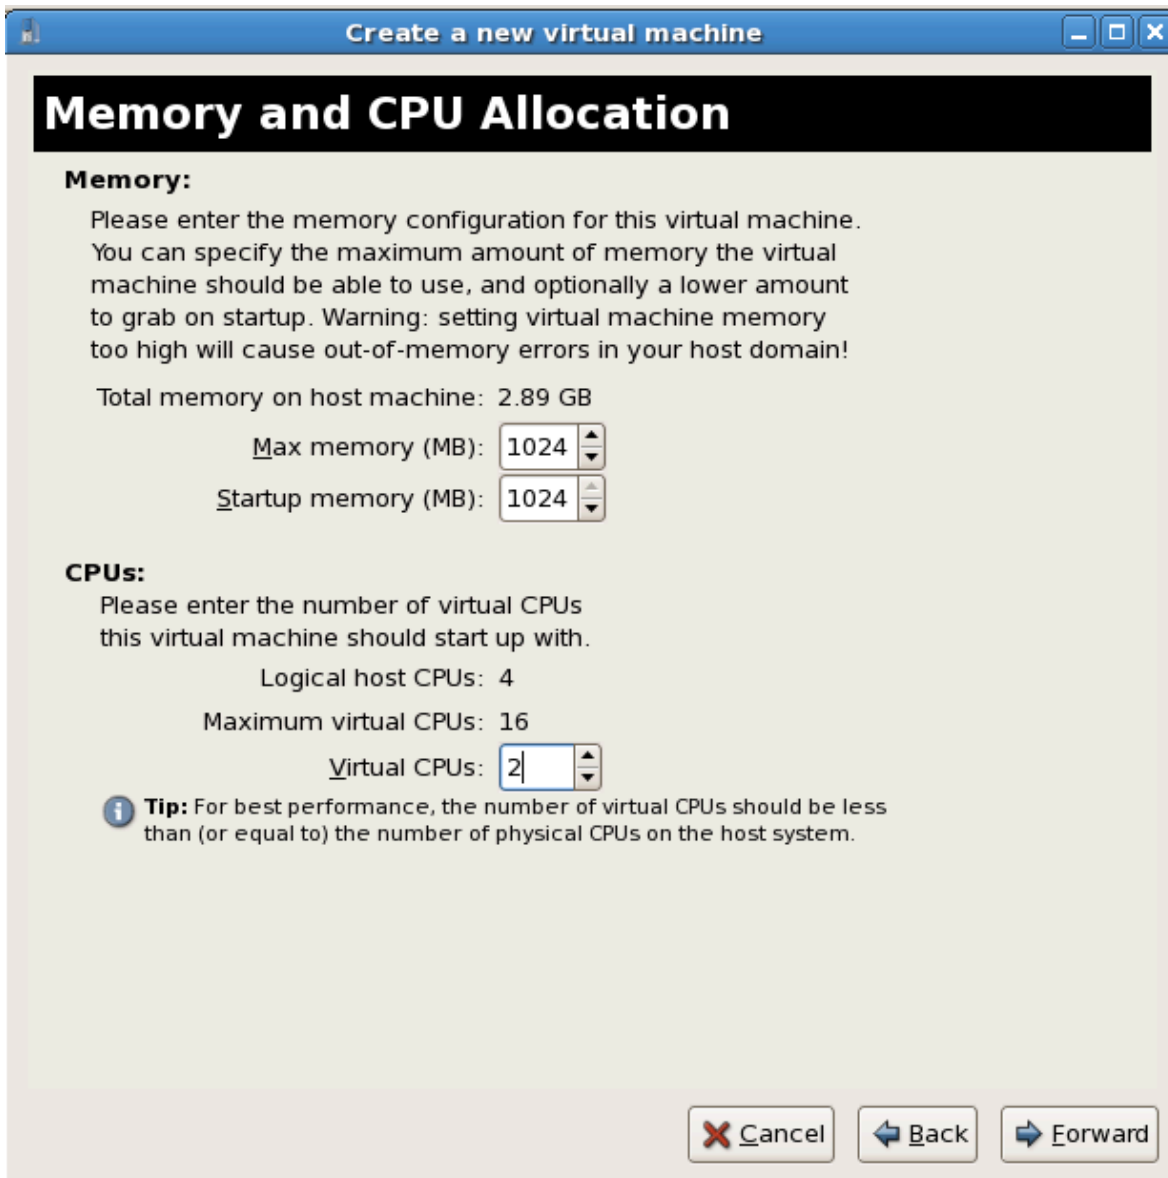 Create a new virtual machine
Memory and CPU Allocation
Memory:
Please enter the memory configuration for this virtual machine.
You can specify the maximum amount of memory the virtual
machine should be able to use, and optionally a lower amount
to grab on startup. Warning: setting virtual machine memory
too high will cause out-of-memory errors in your host domain!
Total memory on host machine: 2.89 GB
Max memory (MB): 1024
Startup memory (MB): 1024
CPUs:
Please enter the number of virtual CPUs
this virtual machine should start up with.
Logical host CPUs: 4
Maximum virtual CPUs: 16
Virtual CPUs: 2
Tip: For best performance, the number of virtual CPUs should be less
than (or equal to) the number of physical CPUs on the host system.
Cancel Back Forward